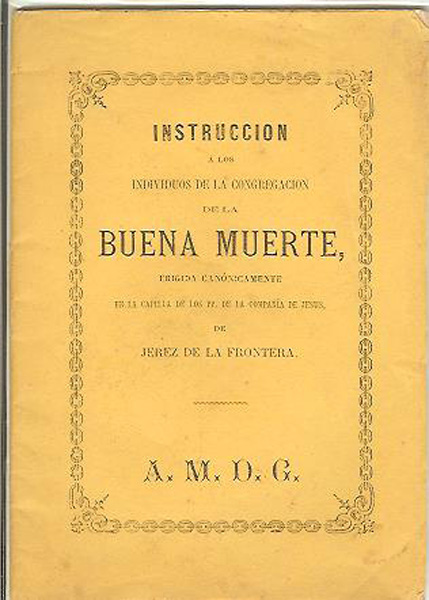 INSTRUCCION
A LOS
INDIVIDUOS DE LA CONGREGACION
DE LA
BUENA MUERTE,
ERIGIDA CANÓNICAMENTE
EN LA CAPILLA DE LOS PP. DE LA COMPAÑÍA DE JESUS,
DE
JEREZ DE LA FRONTERA.
A. M. D. G.